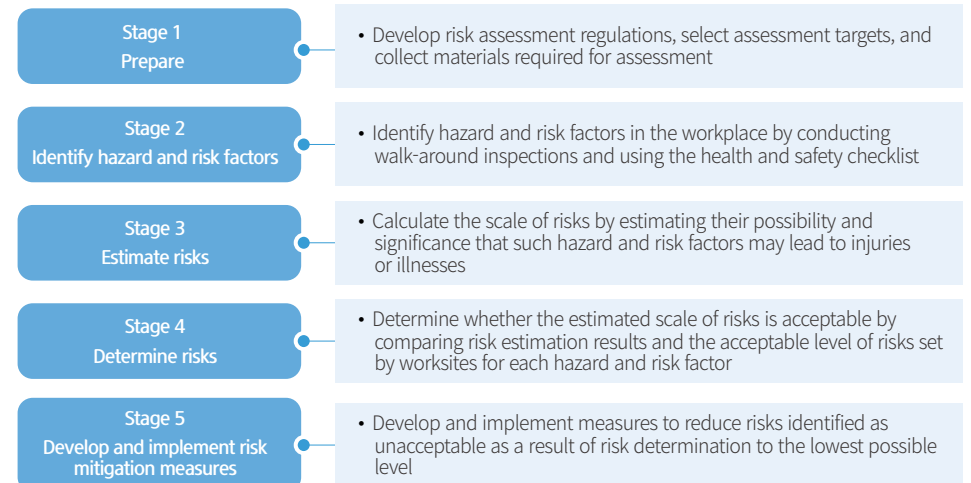 Stage 1
Prepare
• Develop risk assessment regulations, select assessment targets, and
collect materials required for assessment
Stage 2
Identify hazard and risk factors
• Identify hazard and risk factors in the workplace by conducting
walk-around inspections and using the health and safety checklist
Stage 3
Estimate risks
• Calculate the scale of risks by estimating their possibility and
significance that such hazard and risk factors may lead to injuries
or illnesses
Stage 4
Determine risks
• Determine whether the estimated scale of risks is acceptable by
comparing risk estimation results and the acceptable level of risks set
by worksites for each hazard and risk factor
Stage 5
Develop and implement risk
mitigation measures
• Develop and implement measures to reduce risks identified as
unacceptable as a result of risk determination to the lowest possible
level